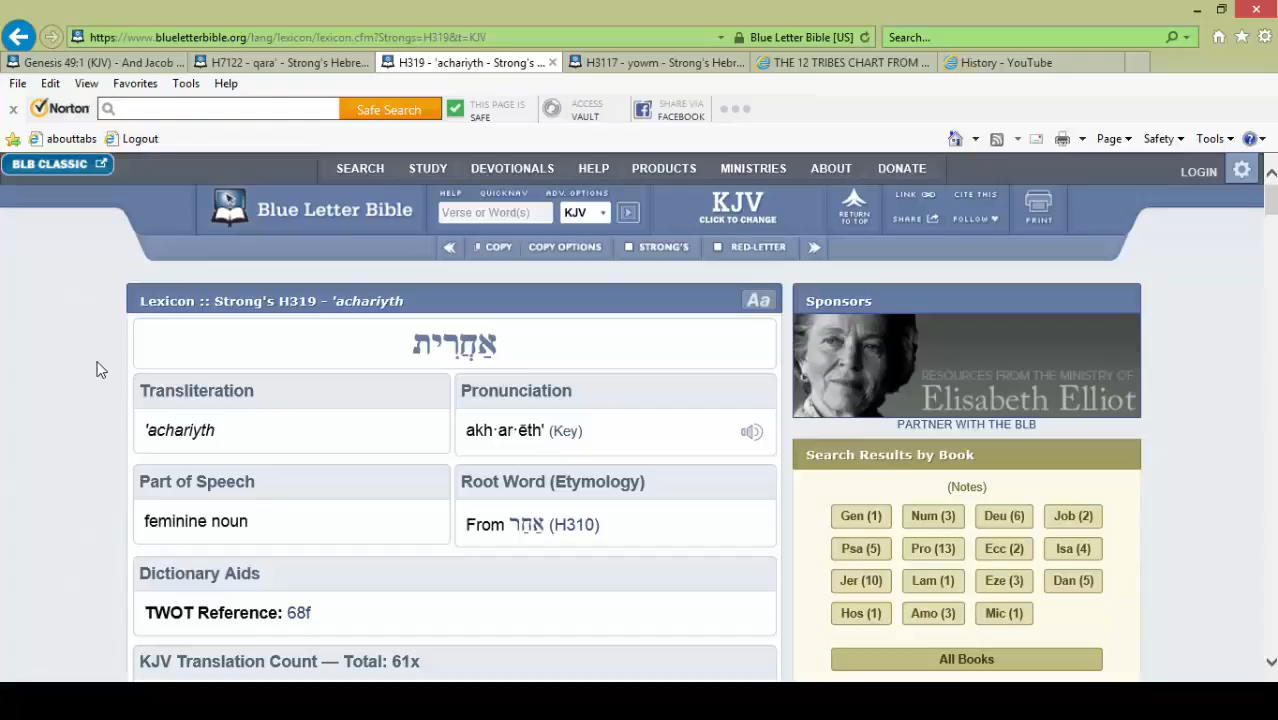 https://www.blueletterbible.org/lang/lexicon/lexicon.cfm?Strongs=H319&t=KJV
Blue Letter Bible [US]
Search...
Genesis 49:1 (KJV) - And Jacob ...
H7122 - qara' - Strong's Hebre...
H319 - 'achariyth - Strong's ...
H3117 - yowm - Strong's Hebr...
THE 12 TRIBES CHART FROM ...
History - YouTube
File Edit View Favorites Tools Help
x Norton Safe Search
THIS PAGE IS SAFE
ACCESS VAULT
SHARE VIA FACEBOOK
abouttabs Logout
Page Safety Tools
BLB CLASSIC
SEARCH STUDY DEVOTIONALS HELP PRODUCTS MINISTRIES ABOUT DONATE
LOGIN
Blue Letter Bible
HELP QUICKNAV ADV. OPTIONS
Verse or Word(s) KJV
KJV
CLICK TO CHANGE
RETURN TO TOP
LINK CITE THIS
SHARE FOLLOW
PRINT
COPY COPY OPTIONS STRONG'S RED-LETTER
Lexicon :: Strong's H319 - 'achariyth
Aa
אַחֲרִית
Transliteration
'achariyth
Pronunciation
akh·ar·ēth' (Key)
Part of Speech
feminine noun
Root Word (Etymology)
From אַחַר (H310)
Dictionary Aids
TWOT Reference: 68f
KJV Translation Count — Total: 61x
Sponsors
RESOURCES FROM THE MINISTRY OF
Elisabeth Elliot
PARTNER WITH THE BLB
Search Results by Book
(Notes)
Gen (1) Num (3) Deu (6) Job (2)
Psa (5) Pro (13) Ecc (2) Isa (4)
Jer (10) Lam (1) Eze (3) Dan (5)
Hos (1) Amo (3) Mic (1)
All Books